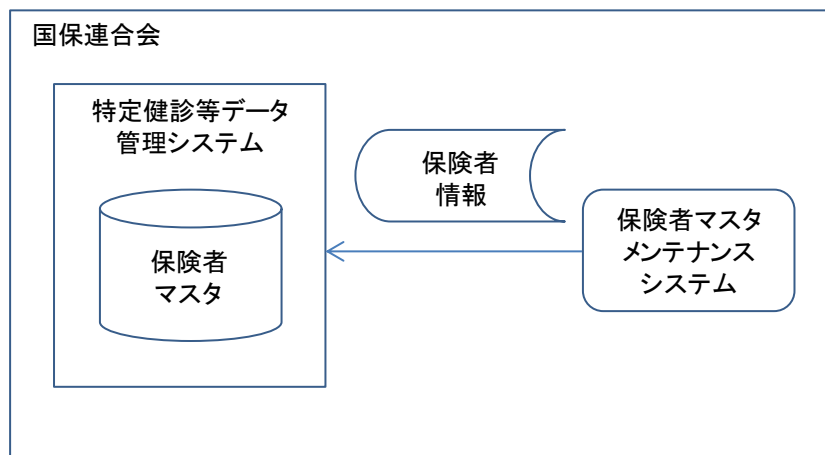 国保連合会
特定健診等データ
管理システム
保険者
マスタ
保険者
情報
保険者マスタ
メンテナンス
システム